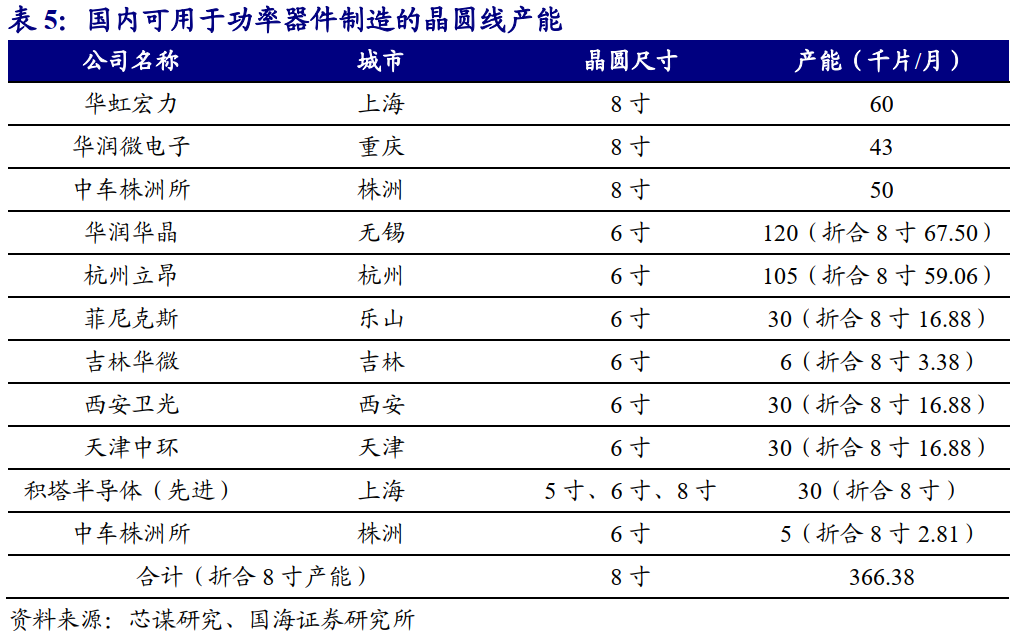 表 5：国内可用于功率器件制造的晶圆线产能
公司名称 城市 晶圆尺寸 产能（千片/月）
华虹宏力 上海 8 寸 60
华润微电子 重庆 8 寸 43
中车株洲所 株洲 8 寸 50
华润华晶 无锡 6 寸 120（折合 8 寸 67.50）
杭州立昂 杭州 6 寸 105（折合 8 寸 59.06）
菲尼克斯 乐山 6 寸 30（折合 8 寸 16.88）
吉林华微 吉林 6 寸 6（折合 8 寸 3.38）
西安卫光 西安 6 寸 30（折合 8 寸 16.88）
天津中环 天津 6 寸 30（折合 8 寸 16.88）
积塔半导体（先进） 上海 5 寸、6 寸、8 寸 30（折合 8 寸）
中车株洲所 株洲 6 寸 5（折合 8 寸 2.81）
合计（折合 8 寸产能） 8 寸 366.38
资料来源：芯谋研究、国海证券研究所